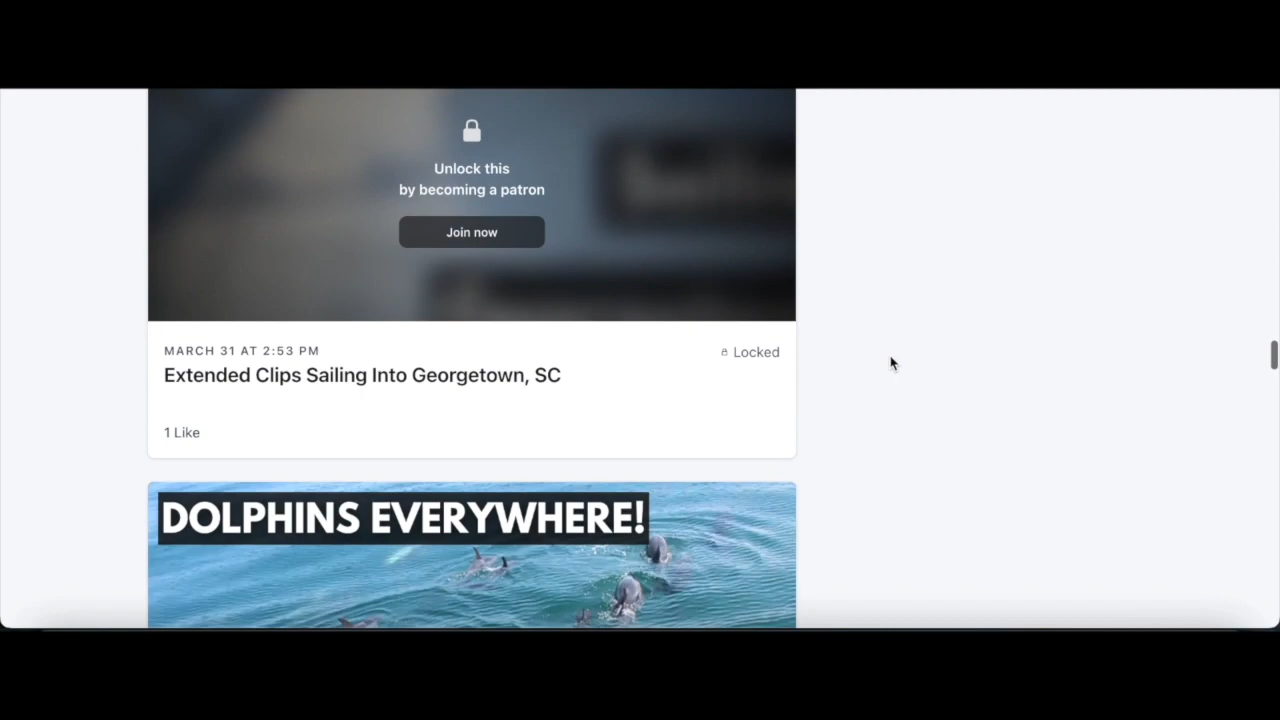 Unlock this
by becoming a patron
Join now
MARCH 31 AT 2:53 PM
Locked
Extended Clips Sailing Into Georgetown, SC
1 Like
DOLPHINS EVERYWHERE!